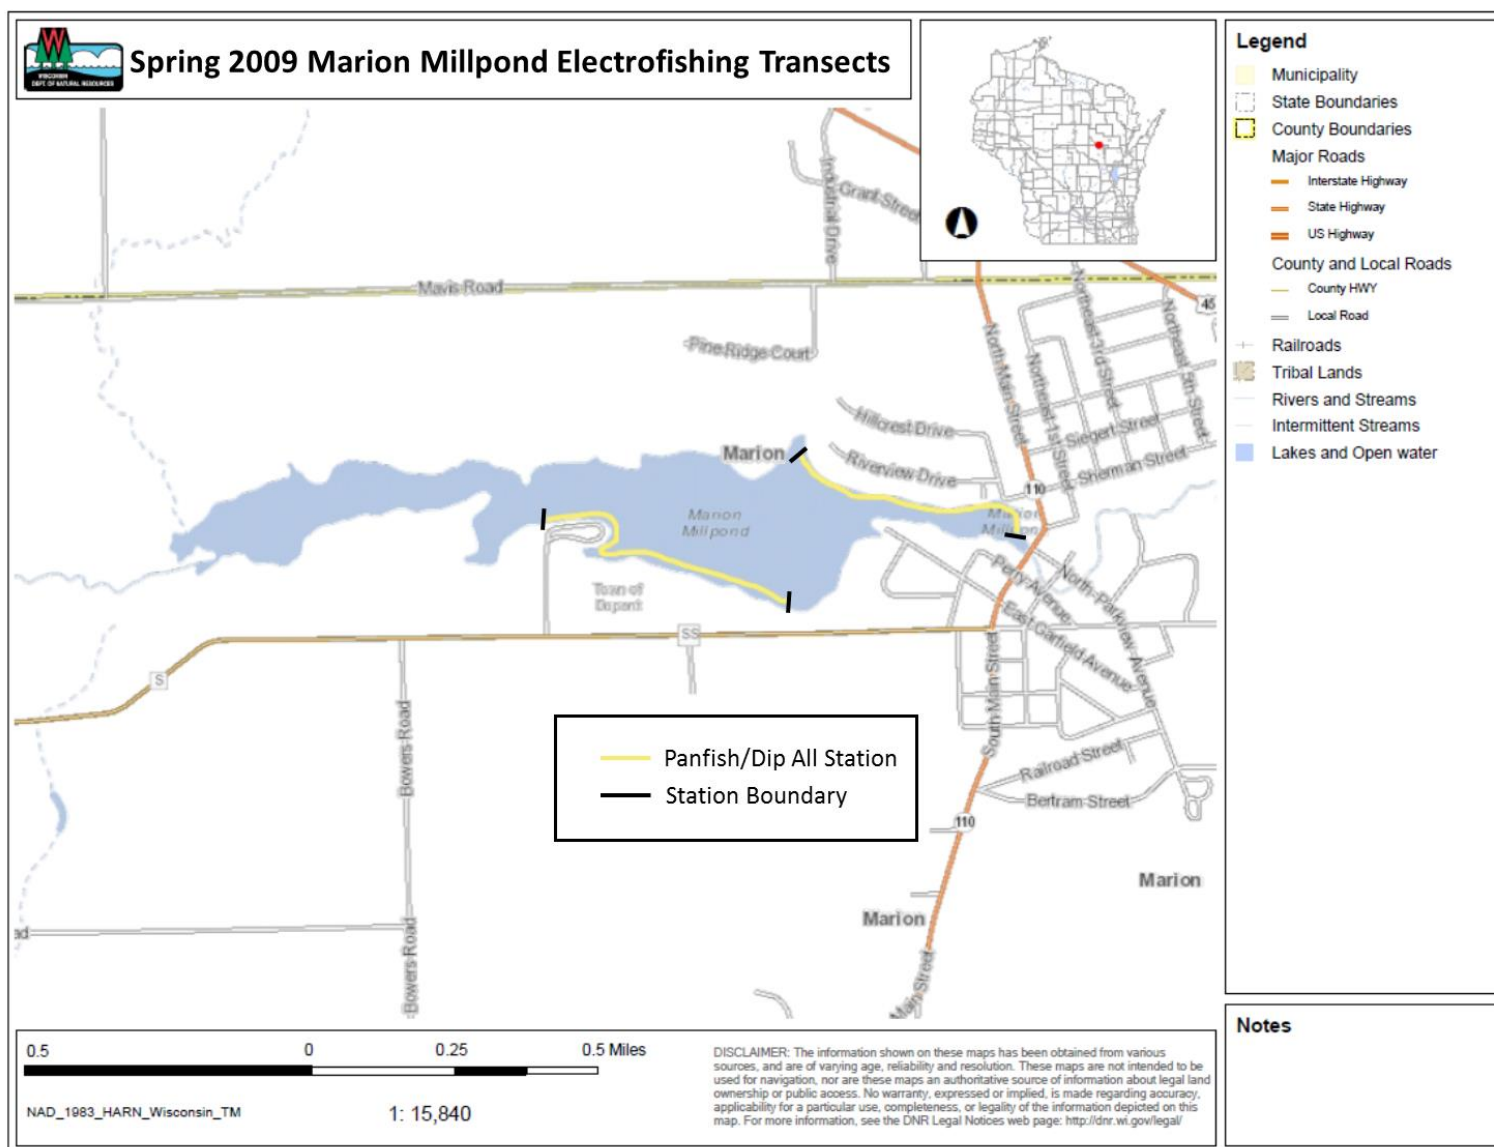 WISCONSIN
DEPT. OF NATURAL RESOURCES
Spring 2009 Marion Millpond Electrofishing Transects
Legend
Municipality
State Boundaries
County Boundaries
Major Roads
Interstate Highway
State Highway
US Highway
County and Local Roads
County HWY
Local Road
Railroads
Tribal Lands
Rivers and Streams
Intermittent Streams
Lakes and Open water
Industrial Drive
Grant Street
Mavis Road
45
Pine Ridge Court
North Main Street
Northeast 1st Street
Northeast 3rd Street
Northeast 5th Street
Hillcrest Drive
Siegert Street
Marion
Riverview Drive
Sherman Street
110
Marion
Millpond
Marion
Perry Avenue
North Parkview Avenue
Town of
Dupont
East Garfield Avenue
SS
S
South Main Street
Bowers Road
Panfish/Dip All Station
Station Boundary
Railroad Street
Bertram Street
110
Marion
Marion
Bowers Road
Main Street
Notes
0.5 0 0.25 0.5 Miles
NAD_1983_HARN_Wisconsin_TM
1: 15,840
DISCLAIMER: The information shown on these maps has been obtained from various
sources, and are of varying age, reliability and resolution. These maps are not intended to be
used for navigation, nor are these maps an authoritative source of information about legal land
ownership or public access. No warranty, expressed or implied, is made regarding accuracy,
applicability for a particular use, completeness, or legality of the information depicted on this
map. For more information, see the DNR Legal Notices web page: http://dnr.wi.gov/legal/